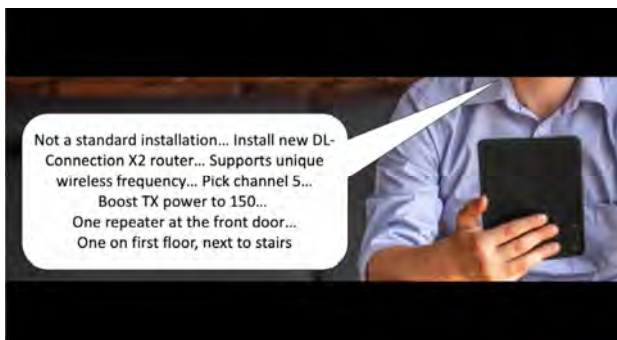 Not a standard installation... Install new DL-
Connection X2 router... Supports unique
wireless frequency... Pick channel 5...
Boost TX power to 150...
One repeater at the front door...
One on first floor, next to stairs